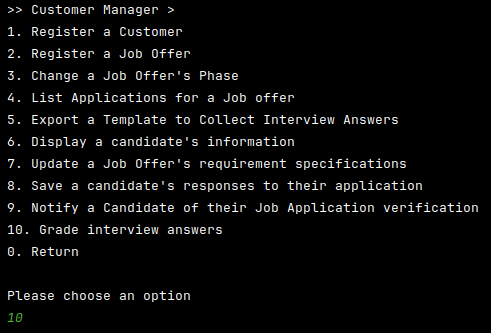 >> Customer Manager >
1. Register a Customer
2. Register a Job Offer
3. Change a Job Offer's Phase
4. List Applications for a Job offer
5. Export a Template to Collect Interview Answers
6. Display a candidate's information
7. Update a Job Offer's requirement specifications
8. Save a candidate's responses to their application
9. Notify a Candidate of their Job Application verification
10. Grade interview answers
0. Return
Please choose an option
10